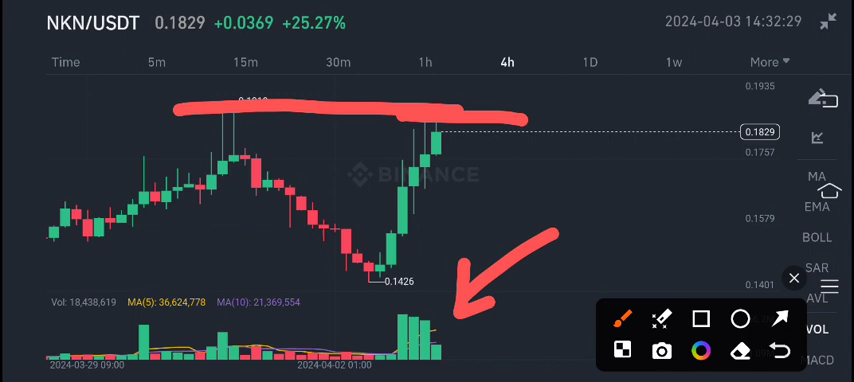 NKN/USDT 0.1829 +0.0369 +25.27% 2024-04-03 14:32:29
Time 5m 15m 30m 1h 4h 1D 1w More
0.1935
0.1829
0.1757
BINANCE
MA
EMA
0.1579
BOLL
SAR
0.1426
0.1401
AVL
Vol: 18,438,619 MA(5): 36,624,778 MA(10): 21,369,554
VOL
MACD
2024-03-29 09:00 2024-04-02 01:00